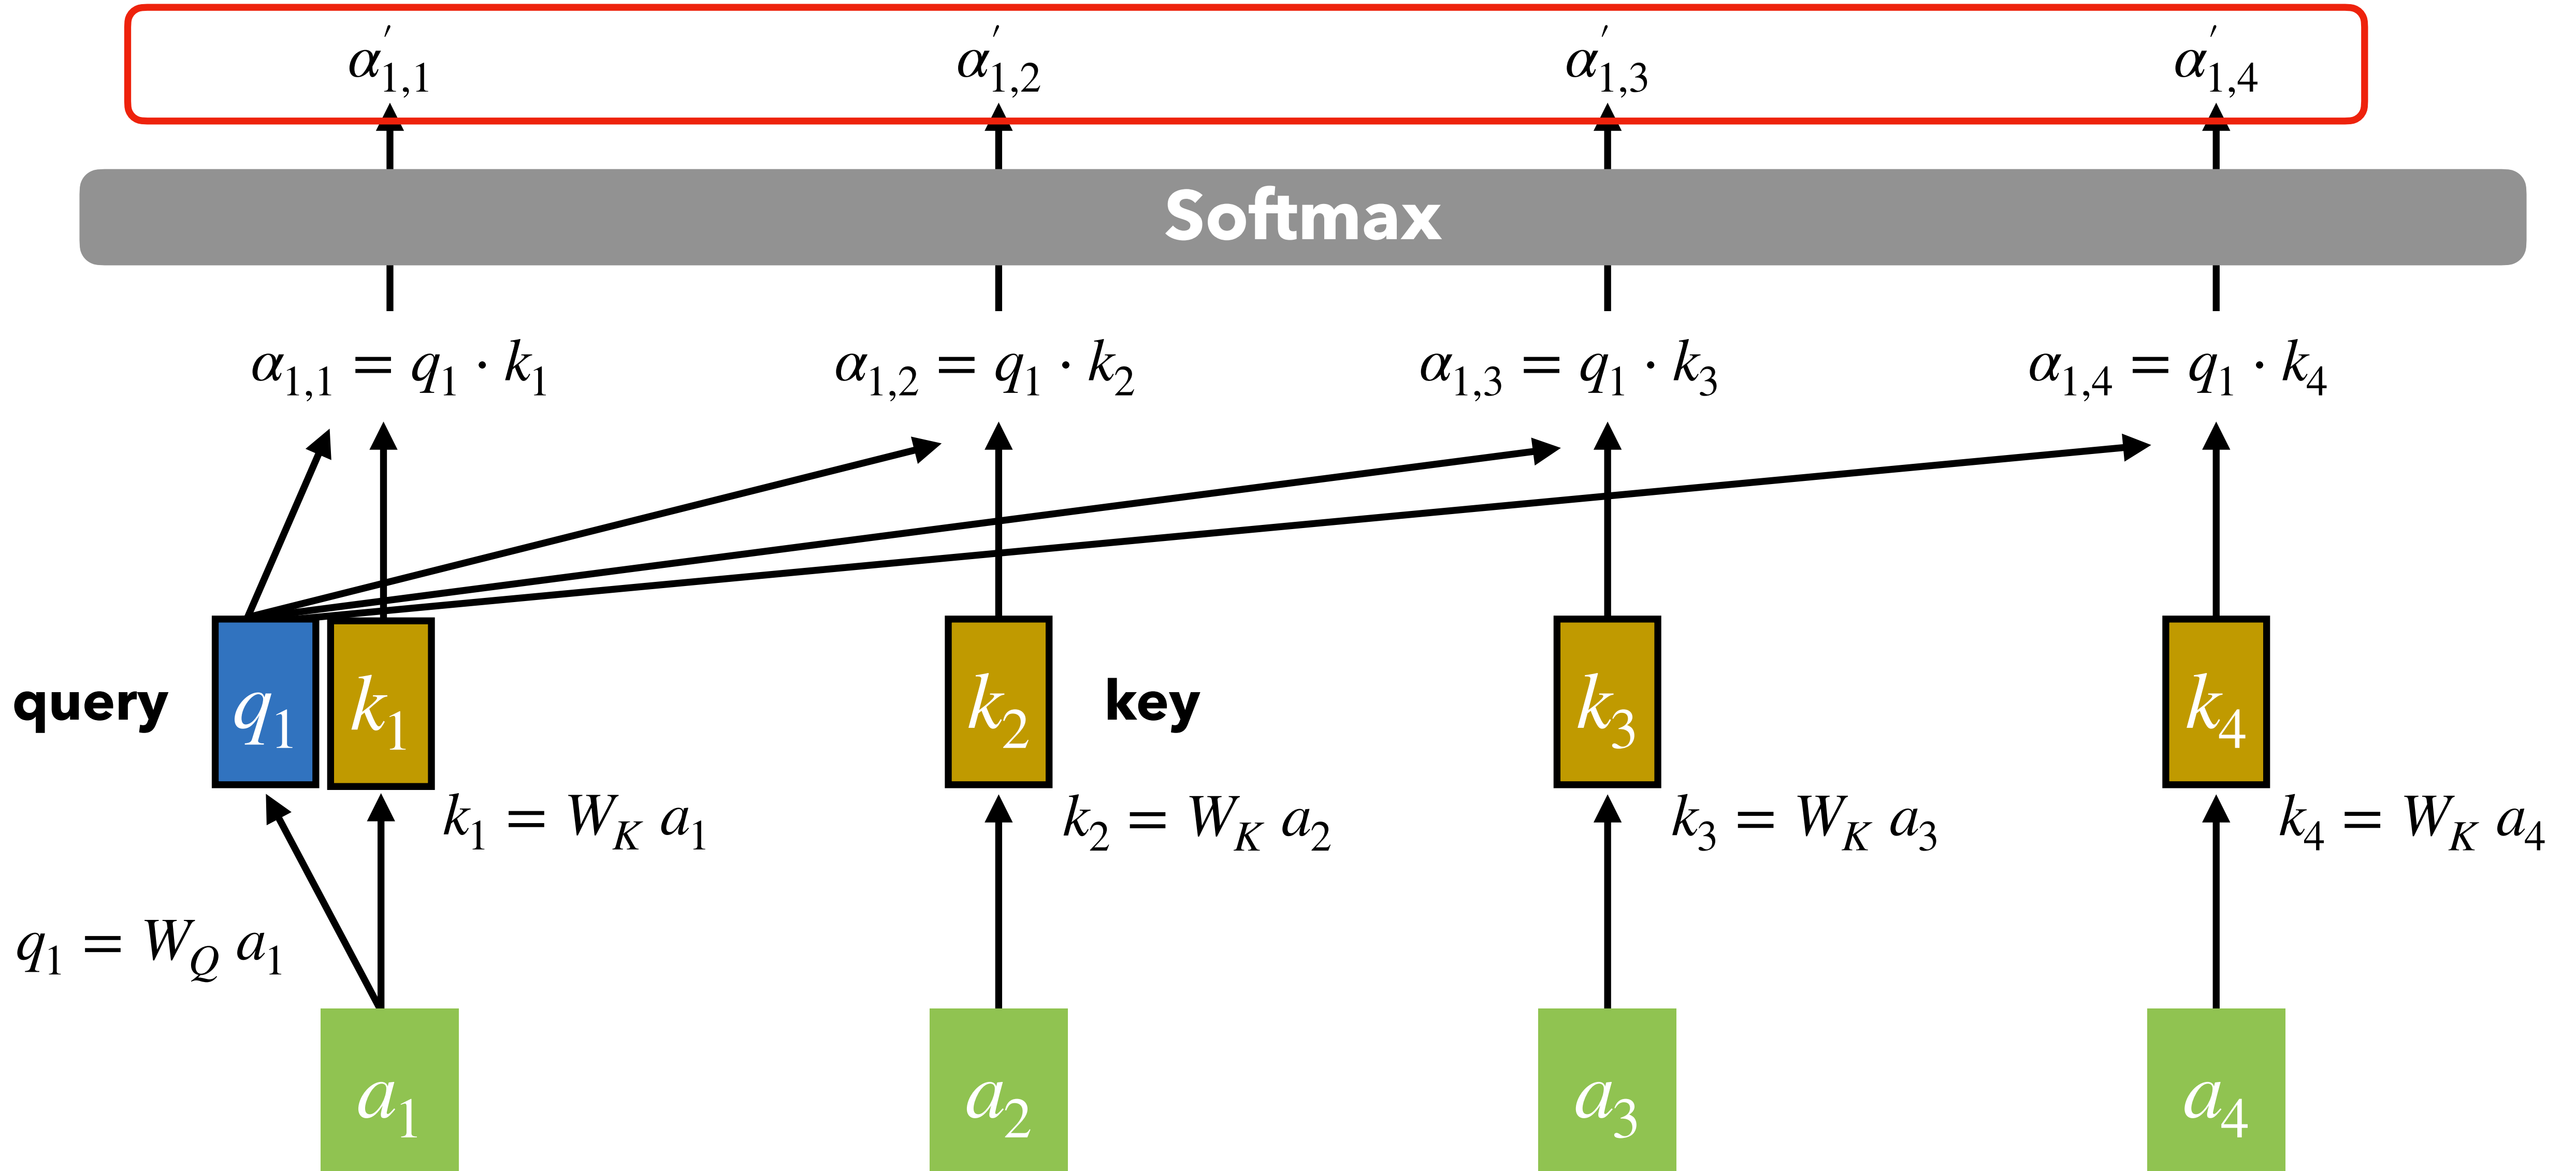 α′1,1 α′1,2 α′1,3 α′1,4
Softmax
α1,1 = q1 · k1 α1,2 = q1 · k2 α1,3 = q1 · k3 α1,4 = q1 · k4
query q1 k1 k2 key k3 k4
k1 = WK a1 k2 = WK a2 k3 = WK a3 k4 = WK a4
q1 = WQ a1
a1 a2 a3 a4